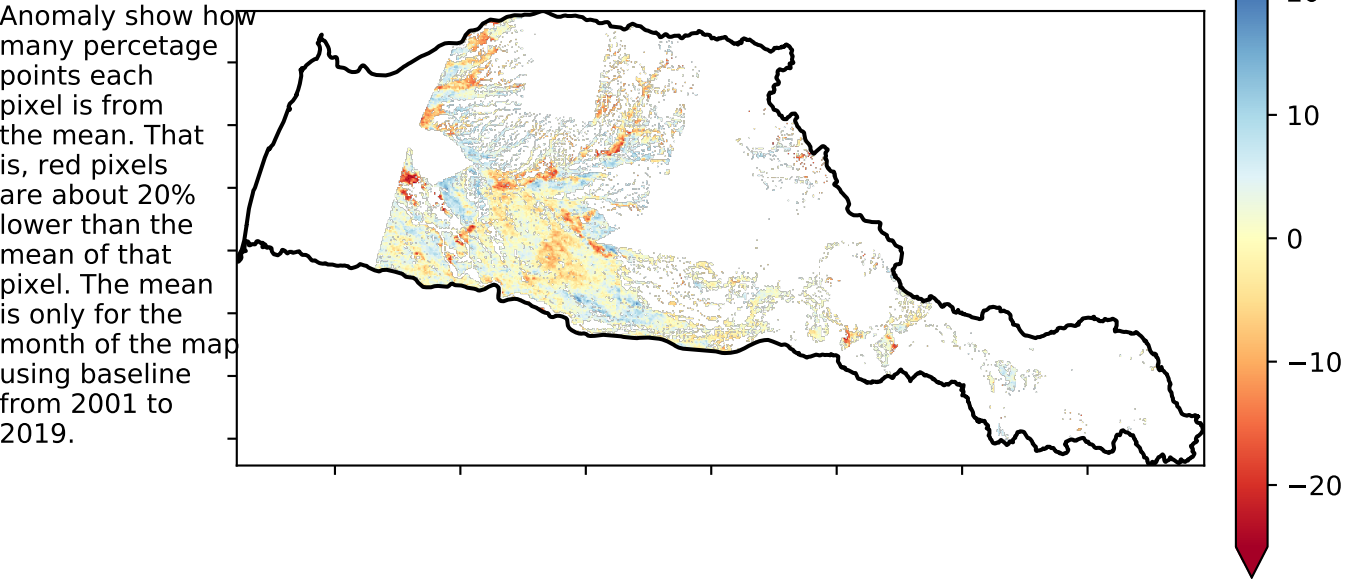 Anomaly show how
many percetage
points each
pixel is from
the mean. That
is, red pixels
are about 20%
lower than the
mean of that
pixel. The mean
is only for the
month of the map
using baseline
from 2001 to
2019.
10
0
−10
−20